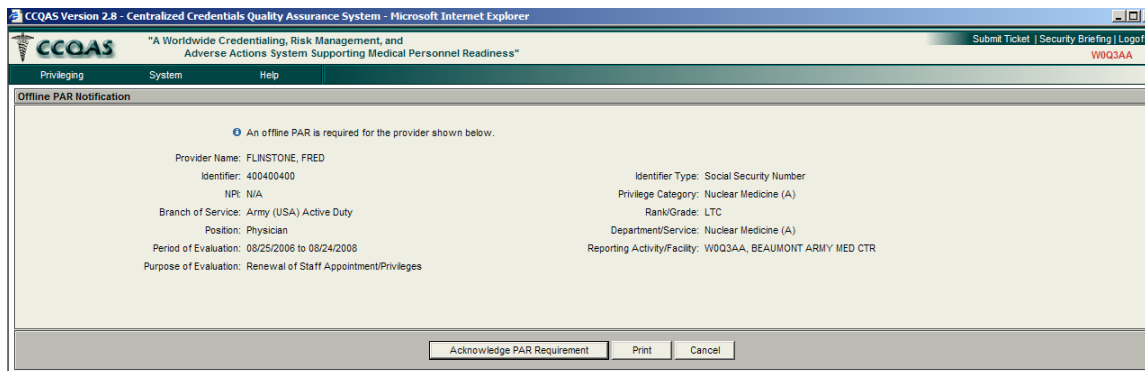 CCQAS Version 2.8 - Centralized Credentials Quality Assurance System - Microsoft Internet Explorer
CCQAS
"A Worldwide Credentialing, Risk Management, and
Adverse Actions System Supporting Medical Personnel Readiness"
Submit Ticket | Security Briefing | Logof
W0Q3AA
Privileging System Help
Offline PAR Notification
An offline PAR is required for the provider shown below.
Provider Name: FLINSTONE, FRED
Identifier: 400400400 Identifier Type: Social Security Number
NPI: N/A Privilege Category: Nuclear Medicine (A)
Branch of Service: Army (USA) Active Duty Rank/Grade: LTC
Position: Physician Department/Service: Nuclear Medicine (A)
Period of Evaluation: 08/25/2006 to 08/24/2008 Reporting Activity/Facility: W0Q3AA, BEAUMONT ARMY MED CTR
Purpose of Evaluation: Renewal of Staff Appointment/Privileges
Acknowledge PAR Requirement Print Cancel